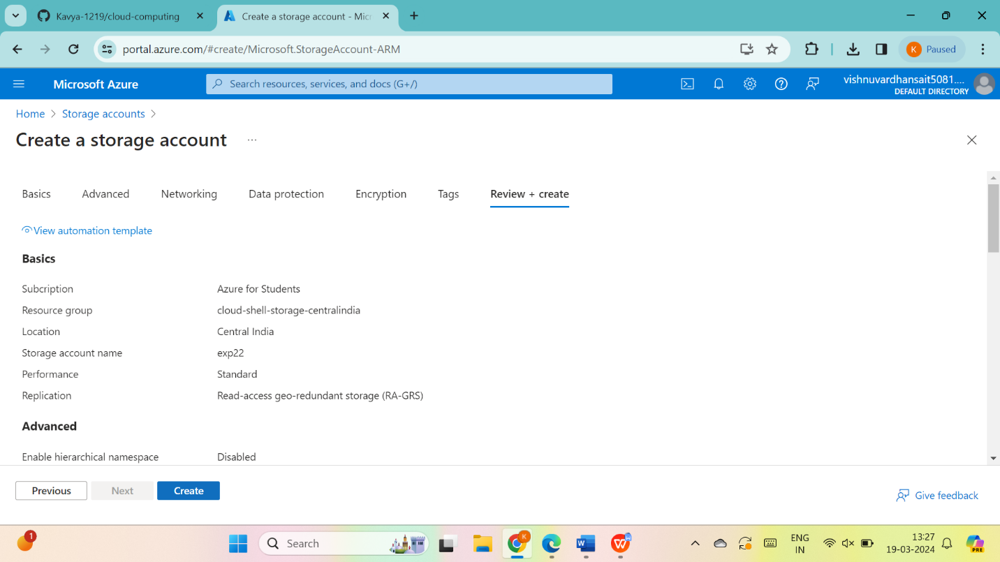 Kavya-1219/cloud-computing
Create a storage account - Micr
portal.azure.com/#create/Microsoft.StorageAccount-ARM
K Paused
Microsoft Azure
Search resources, services, and docs (G+/)
vishnuvardhansait5081....
DEFAULT DIRECTORY
Home > Storage accounts >
Create a storage account ...
Basics Advanced Networking Data protection Encryption Tags Review + create
View automation template
Basics
Subcription Azure for Students
Resource group cloud-shell-storage-centralindia
Location Central India
Storage account name exp22
Performance Standard
Replication Read-access geo-redundant storage (RA-GRS)
Advanced
Enable hierarchical namespace Disabled
Previous Next Create
Give feedback
1
Search
K
W
W
ENG
IN
13:27
19-03-2024
PRE